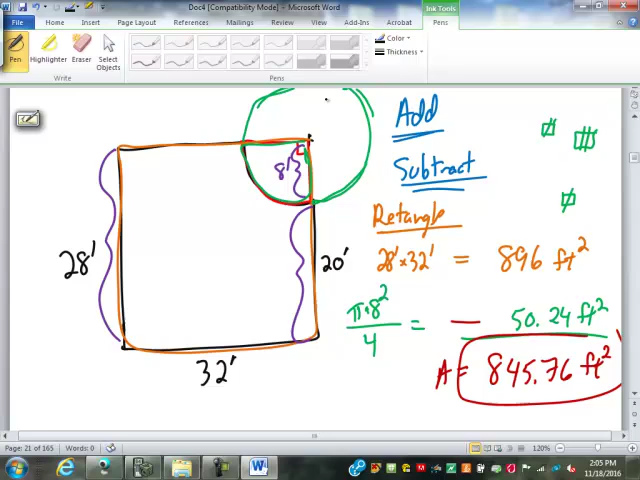 Doc4 [Compatibility Mode] - Microsoft Word
Ink Tools
File Home Insert Page Layout References Mailings Review View Add-Ins Acrobat Pens
Pen Highlighter Eraser Select Objects
Color
Thickness
Write Pens
Add
Subtract
8'
Retangle
28' 20' 28' × 32' = 896 ft²
π·8²/4 = — 50.24 ft²
32' A = 845.76 ft²
Page: 21 of 165 Words: 0 120%
2:05 PM
11/18/2016